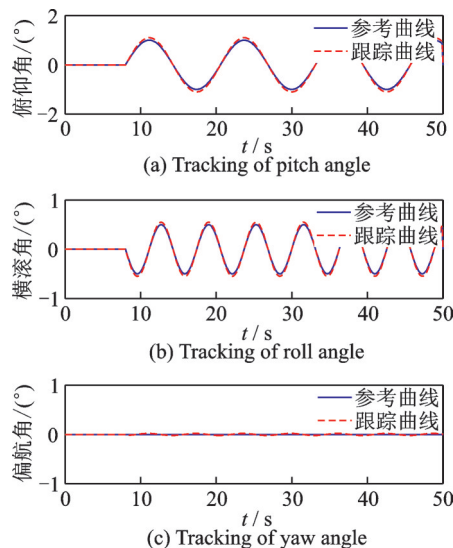 俯仰角/(°)
2
0
−2
参考曲线
跟踪曲线
0 10 20 30 40 50
t / s
(a) Tracking of pitch angle
横滚角/(°)
1
0
−1
参考曲线
跟踪曲线
0 10 20 30 40 50
t / s
(b) Tracking of roll angle
偏航角/(°)
1
0
−1
参考曲线
跟踪曲线
0 10 20 30 40 50
t / s
(c) Tracking of yaw angle